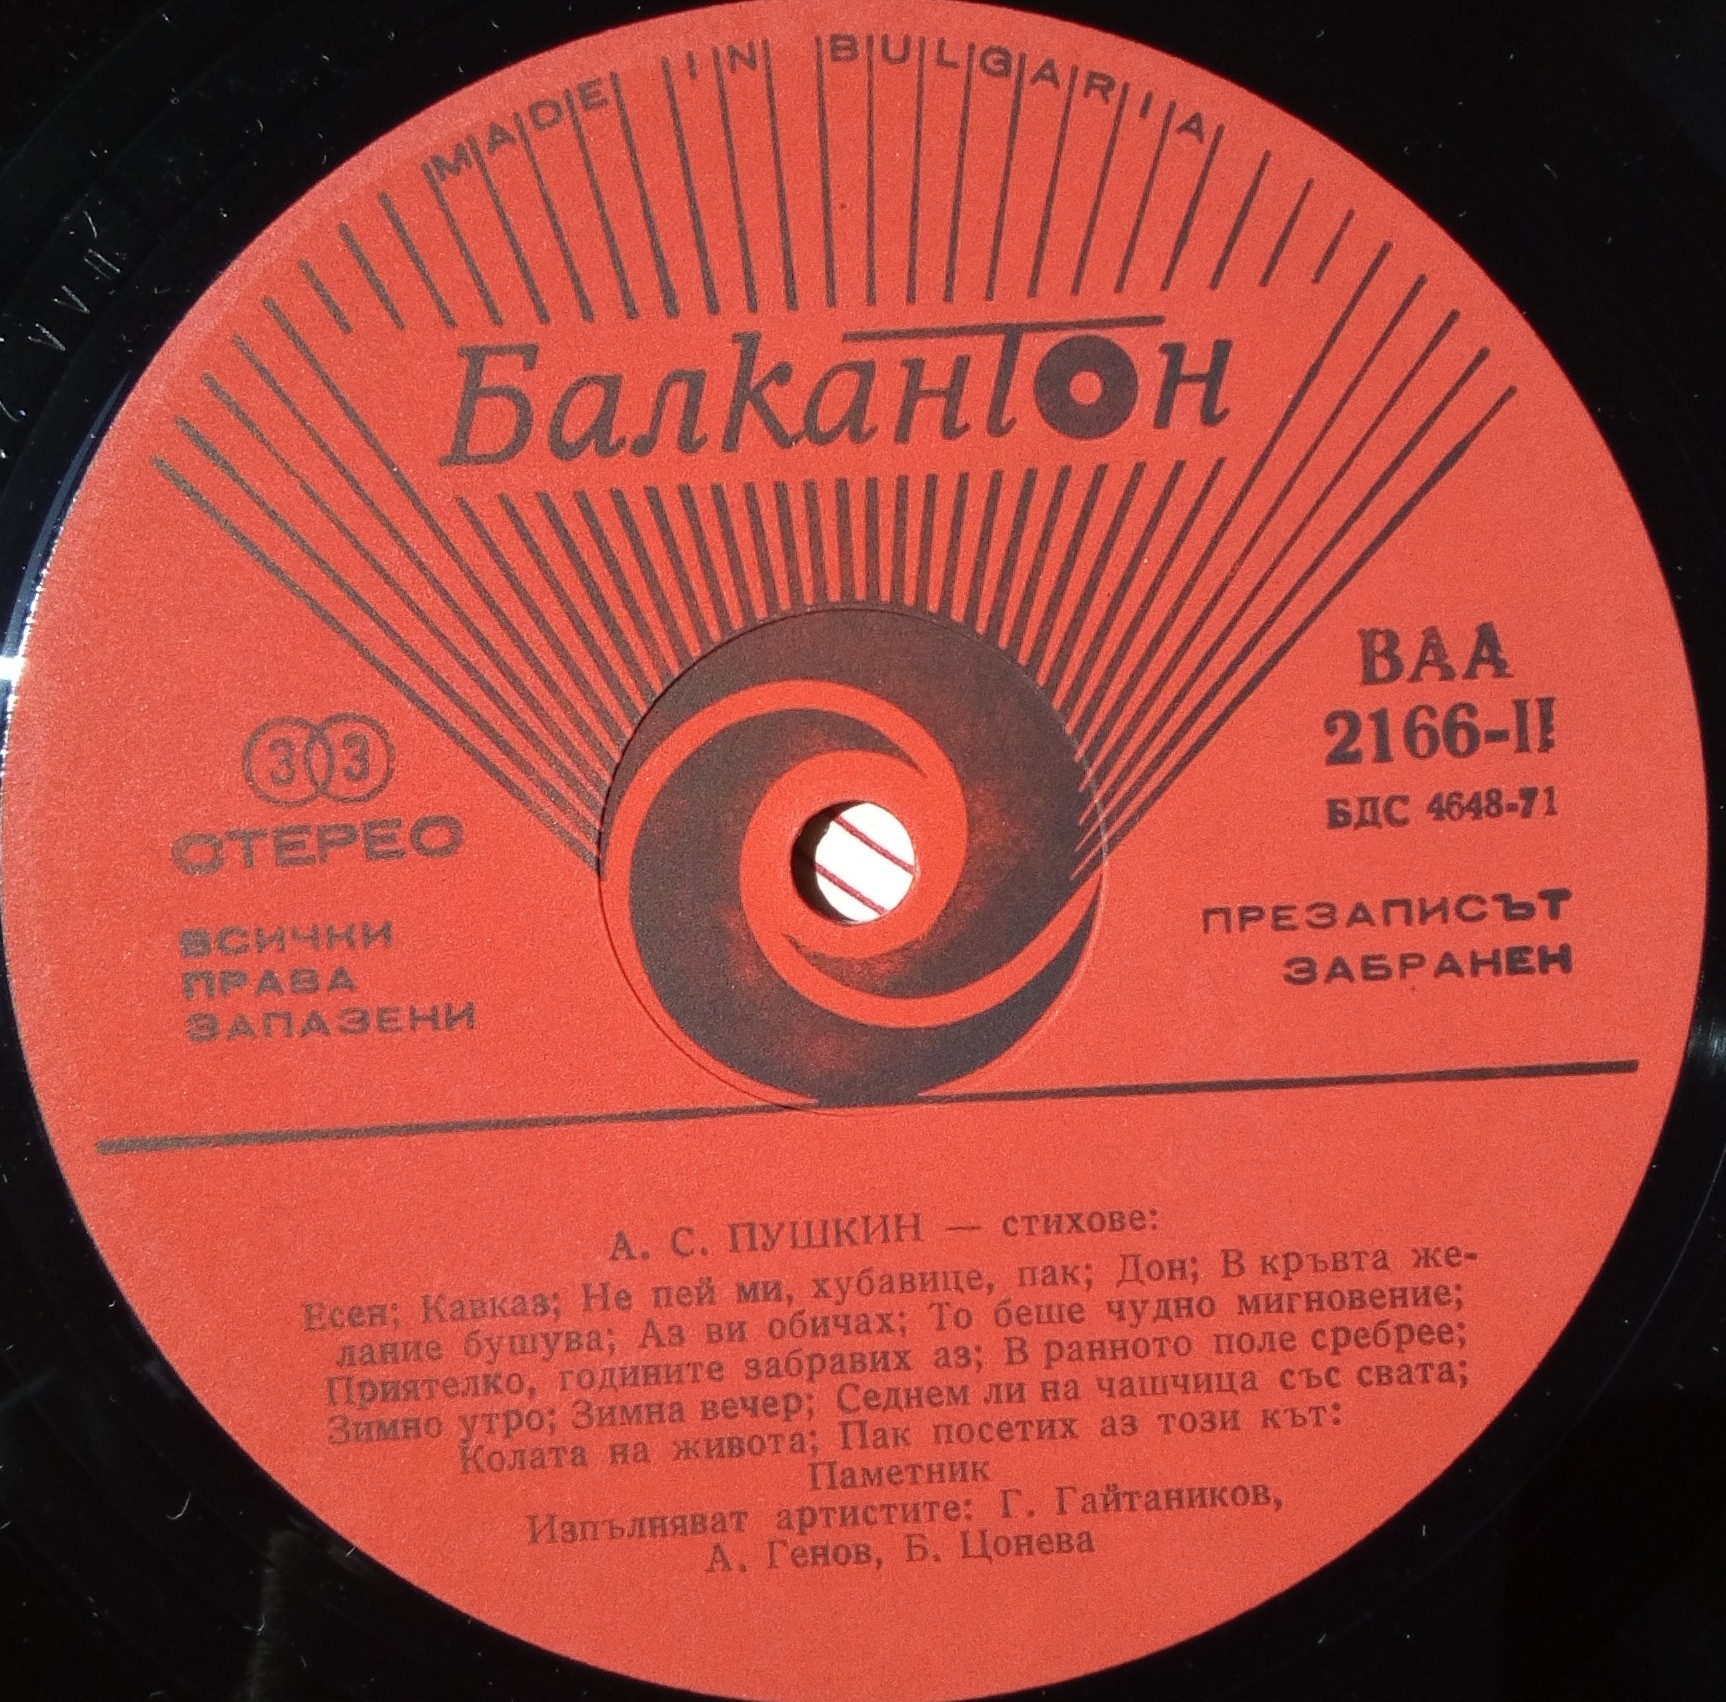 MADE IN BULGARIA
Балкантон
ВАА
2166-II
БДС 4648-71
33
СТЕРЕО
ВСИЧКИ
ПРАВА
ЗАПАЗЕНИ
ПРЕЗАПИСЪТ
ЗАБРАНЕН
А. С. ПУШКИН — стихове:
Есен; Кавказ; Не пей ми, хубавице, пак; Дон; В кръвта же-
лание бушува; Аз ви обичах; То беше чудно мигновение;
Приятелко, годините забравих аз; В ранното поле сребрее;
Зимно утро; Зимна вечер; Седнем ли на чашчица със свата;
Колата на живота; Пак посетих аз този кът:
Паметник
Изпълняват артистите: Г. Гайтаников,
А. Генов, Б. Цонева